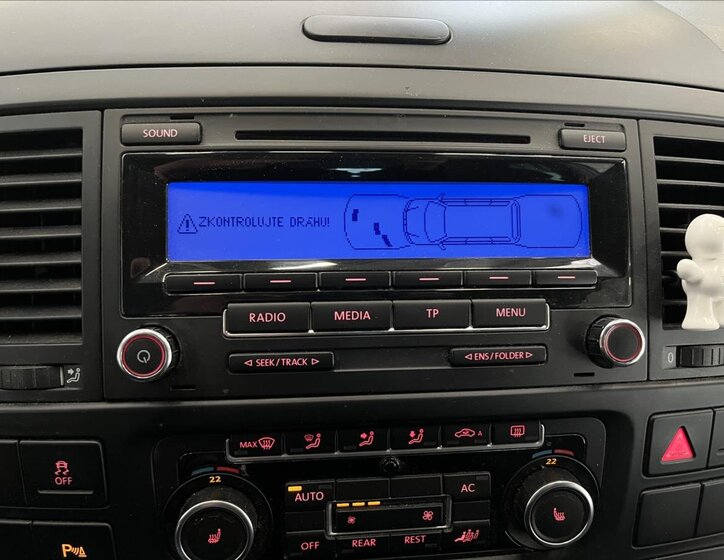 SOUND
EJECT
ZKONTROLUJTE DRÁHU!
RADIO
MEDIA
TP
MENU
SEEK/TRACK
ENS/FOLDER
0
MAX
A
OFF
22
22
AUTO
AC
OFF
REAR
REST
P